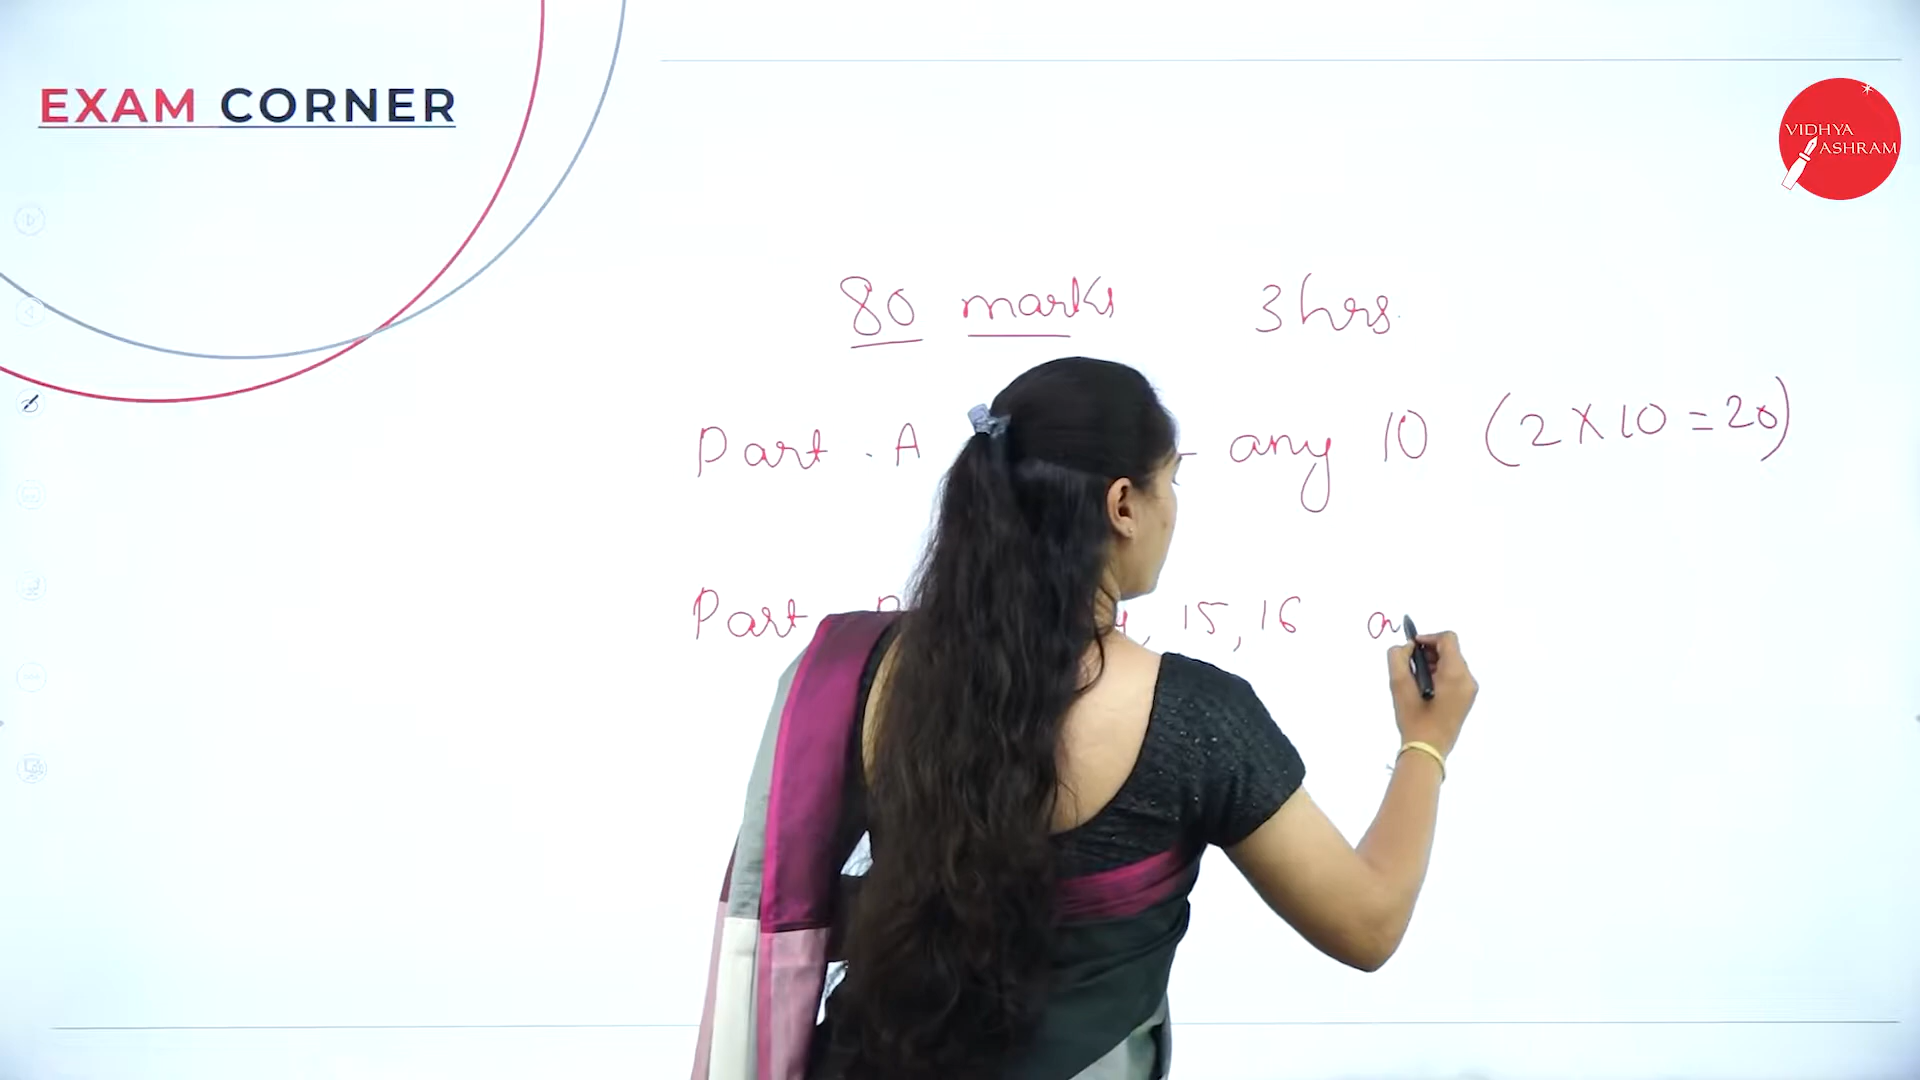 EXAM CORNER
VIDHYA
ASHRAM
80 marks 3 hrs.
Part - A - any 10 (2 X 10 = 20)
Part 15, 16